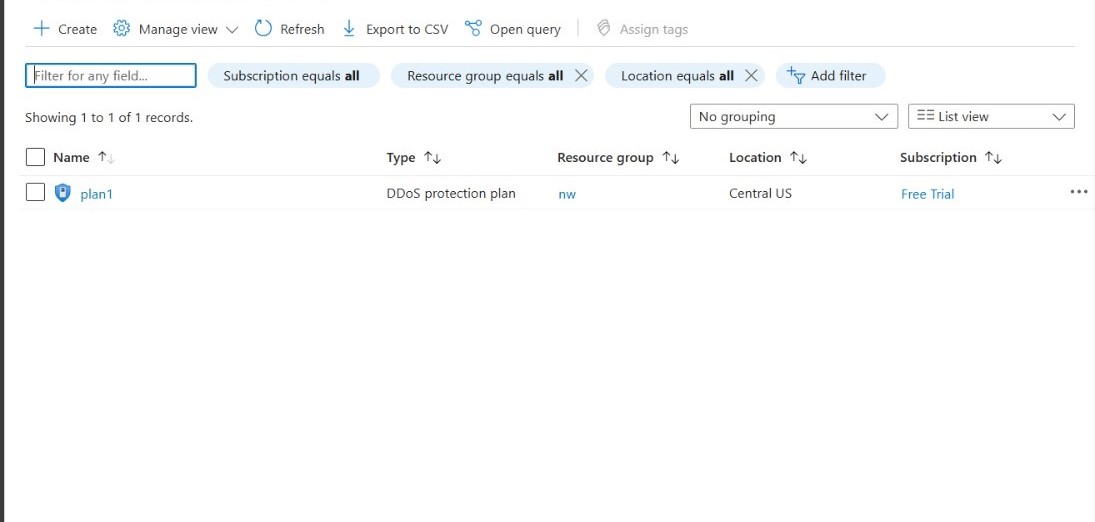 Create Manage view Refresh Export to CSV Open query Assign tags
Filter for any field... Subscription equals all Resource group equals all Location equals all Add filter
Showing 1 to 1 of 1 records. No grouping List view
Name Type Resource group Location Subscription
plan1 DDoS protection plan nw Central US Free Trial